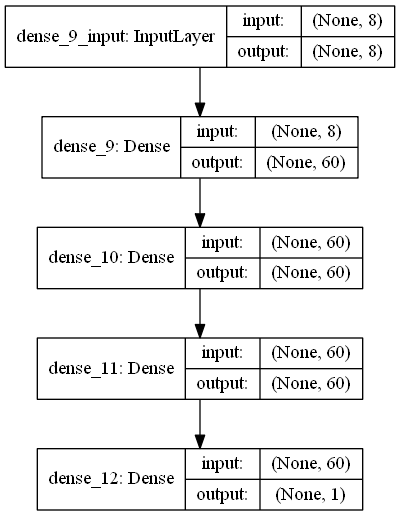 dense_9_input: InputLayer
input: (None, 8)
output: (None, 8)
dense_9: Dense
input: (None, 8)
output: (None, 60)
dense_10: Dense
input: (None, 60)
output: (None, 60)
dense_11: Dense
input: (None, 60)
output: (None, 60)
dense_12: Dense
input: (None, 60)
output: (None, 1)